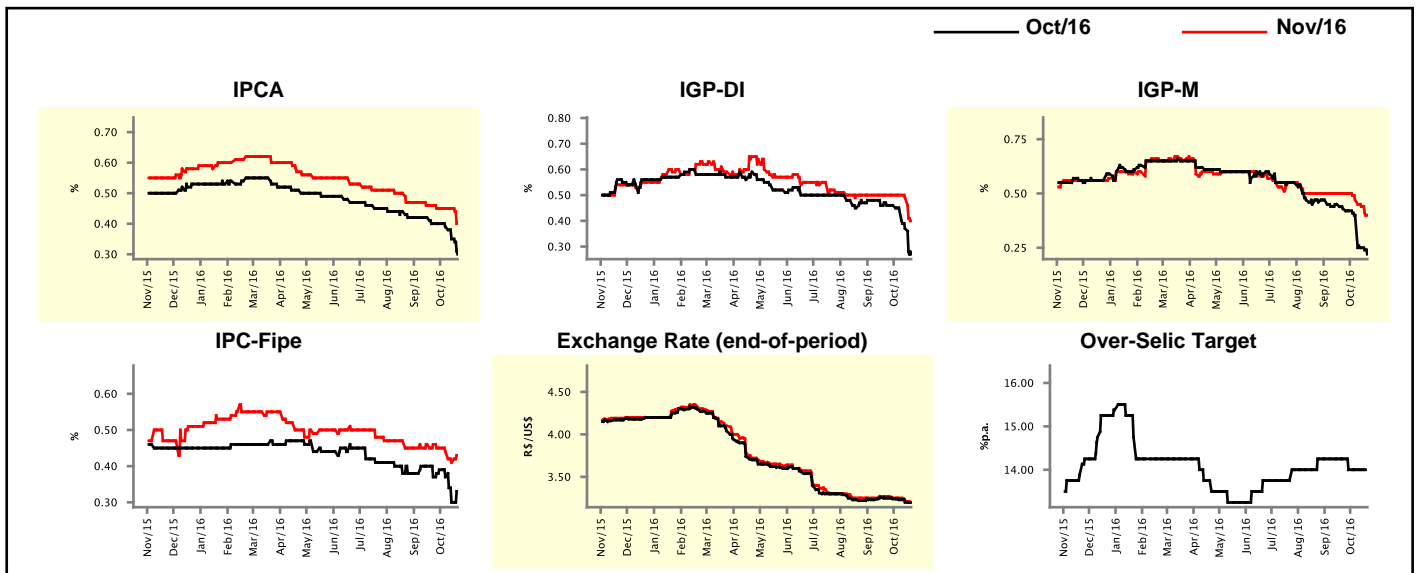 Oct/16 Nov/16
IPCA IGP-DI IGP-M
%
0.70
0.60
0.50
0.40
0.30
Nov/15 Dec/15 Jan/16 Feb/16 Mar/16 Apr/16 May/16 Jun/16 Jul/16 Aug/16 Sep/16 Oct/16
%
0.80
0.70
0.60
0.50
0.40
0.30
Nov/15 Dec/15 Jan/16 Feb/16 Mar/16 Apr/16 May/16 Jun/16 Jul/16 Aug/16 Sep/16 Oct/16
%
0.75
0.50
0.25
Nov/15 Dec/15 Jan/16 Feb/16 Mar/16 Apr/16 May/16 Jun/16 Jul/16 Aug/16 Sep/16 Oct/16
IPC-Fipe Exchange Rate (end-of-period) Over-Selic Target
%
0.60
0.50
0.40
0.30
Nov/15 Dec/15 Jan/16 Feb/16 Mar/16 Apr/16 May/16 Jun/16 Jul/16 Aug/16 Sep/16 Oct/16
R$/US$
4.50
4.00
3.50
Nov/15 Dec/15 Jan/16 Feb/16 Mar/16 Apr/16 May/16 Jun/16 Jul/16 Aug/16 Sep/16 Oct/16
%p.a.
16.00
15.00
14.00
Nov/15 Dec/15 Jan/16 Feb/16 Mar/16 Apr/16 May/16 Jun/16 Jul/16 Aug/16 Sep/16 Oct/16